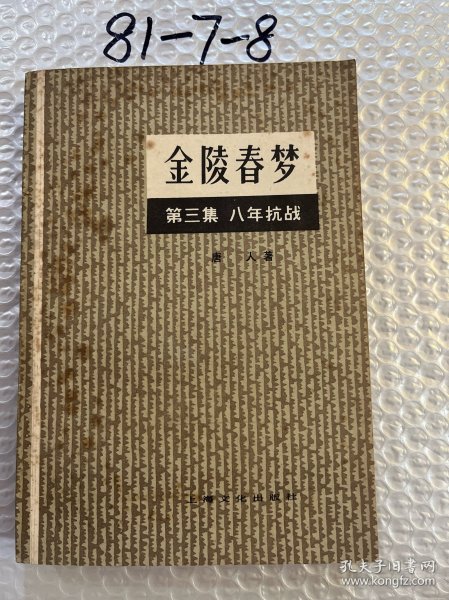 81-7-8
金陵春梦
第三集 八年抗战
唐 人 著
上海文化出版社
孔夫子旧书网
www.kongfz.com